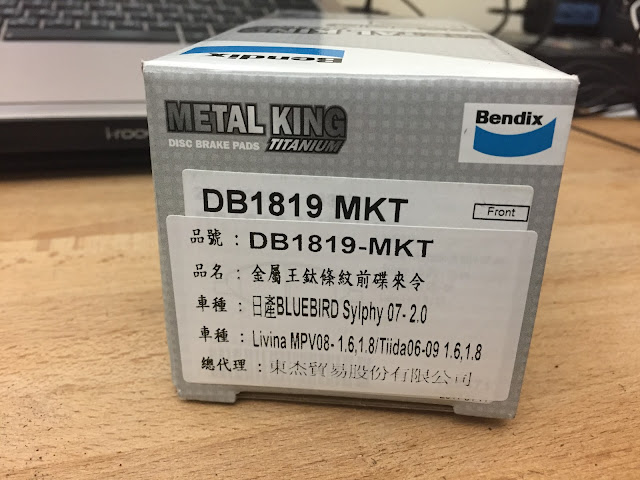 Bendix
METAL KING
DISC BRAKE PADS TITANIUM
Bendix
DB1819 MKT
Front
品號：DB1819-MKT
品名：金屬王鈦條紋前碟來令
車種：日產BLUEBIRD Sylphy 07- 2.0
車種：Livina MPV08- 1.6,1.8/Tiida06-09 1.6,1.8
總代理：東杰貿易股份有限公司